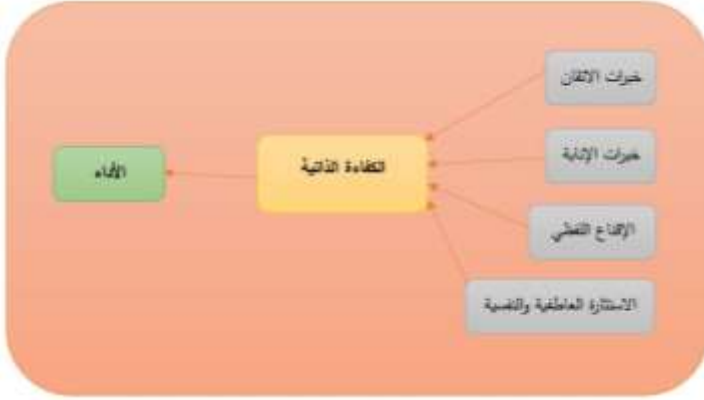 خبرات الاتقان
خبرات الإنابة
الكفاءة الذاتية
الأداء
الإقناع اللفظي
الاستثارة العاطفية والنفسية